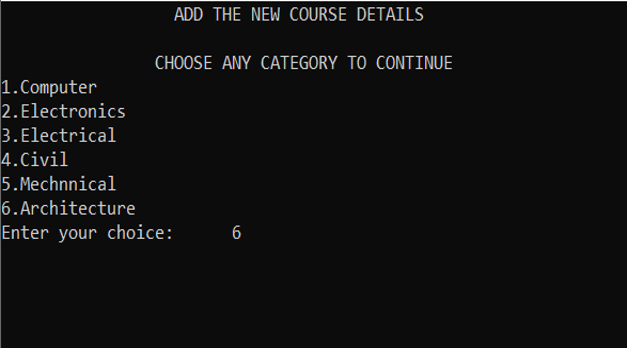 ADD THE NEW COURSE DETAILS
CHOOSE ANY CATEGORY TO CONTINUE
1.Computer
2.Electronics
3.Electrical
4.Civil
5.Mechnnical
6.Architecture
Enter your choice: 6